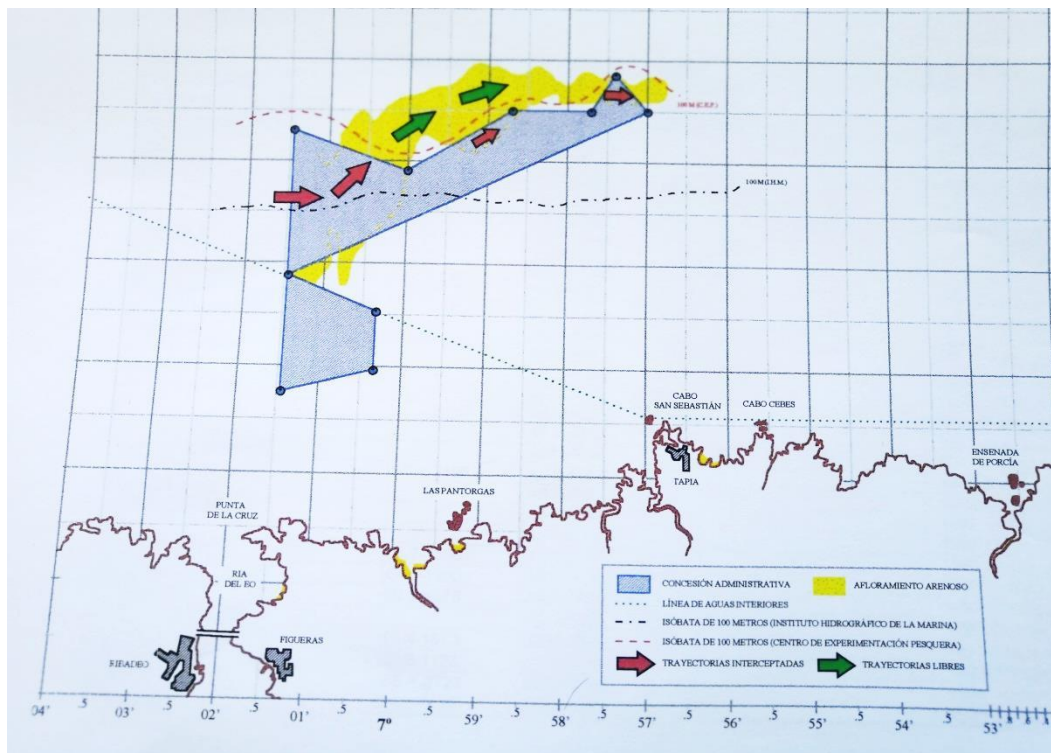 100 M (C.E.P.)
100 M (I.H.M.)
CABO
SAN SEBASTIÁN
CABO CEBES
ENSENADA
DE PORCÍA
TAPIA
LAS PANTORGAS
PUNTA
DE LA CRUZ
RIA
DEL EO
RIBADEO
FIGUERAS
CONCESIÓN ADMINISTRATIVA
AFLORAMIENTO ARENOSO
LÍNEA DE AGUAS INTERIORES
ISÓBATA DE 100 METROS (INSTITUTO HIDROGRÁFICO DE LA MARINA)
ISÓBATA DE 100 METROS (CENTRO DE EXPERIMENTACIÓN PESQUERA)
TRAYECTORIAS INTERCEPTADAS
TRAYECTORIAS LIBRES
04' .5 03' .5 02' .5 01' .5 7° .5 59' .5 58' .5 57' .5 56' .5 55' .5 54' .5 53'